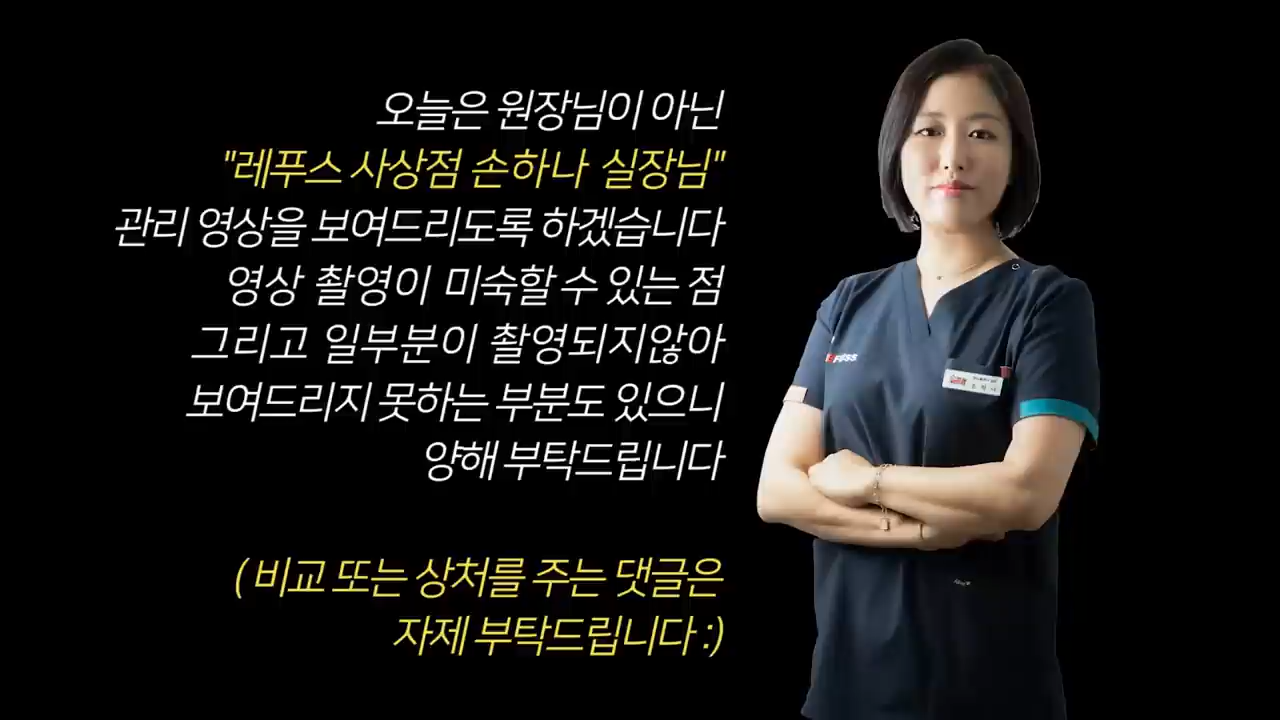 오늘은 원장님이 아닌
"레푸스 사상점 손하나 실장님"
관리 영상을 보여드리도록 하겠습니다
영상 촬영이 미숙할 수 있는 점
그리고 일부분이 촬영되지않아
보여드리지 못하는 부분도 있으니
양해 부탁드립니다
( 비교 또는 상처를 주는 댓글은
자제 부탁드립니다 :)